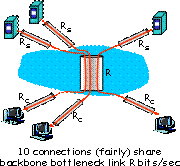 Rs
Rs
Rs
R
Rc
Rc
Rc
10 connections (fairly) share
backbone bottleneck link R bits/sec